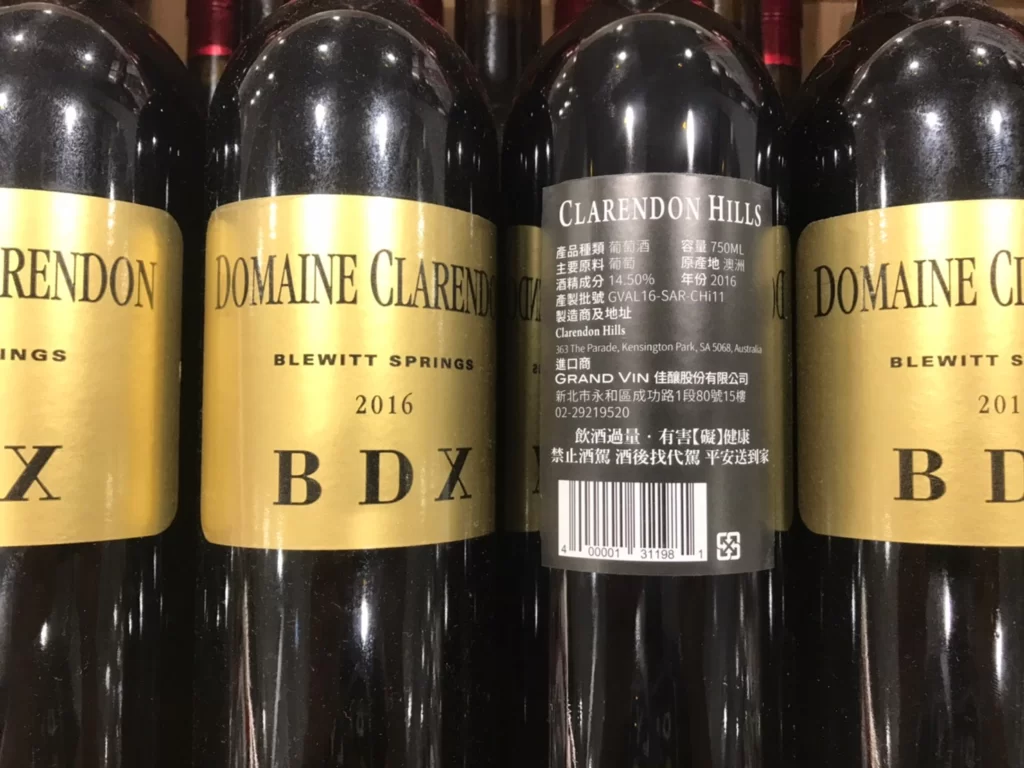 RENDON
INGS
X
DOMAINE CLAREND
BLEWITT SPRINGS
2016
B D X
CLARENDON HILLS
產品種類 葡萄酒 容量 750ML
主要原料 葡萄 原產地 澳洲
酒精成分 14.50% 年份 2016
產製批號 GVAL16-SAR-CHi11
製造商及地址
Clarendon Hills
363 The Parade, Kensington Park, SA 5068, Australia
進口商
GRAND VIN 佳釀股份有限公司
新北市永和區成功路1段80號15樓
02-29219520
飲酒過量．有害【礙】健康
禁止酒駕 酒後找代駕 平安送到家
4 00001 31198 1
DOMAINE CL
BLEWITT S
201
B D